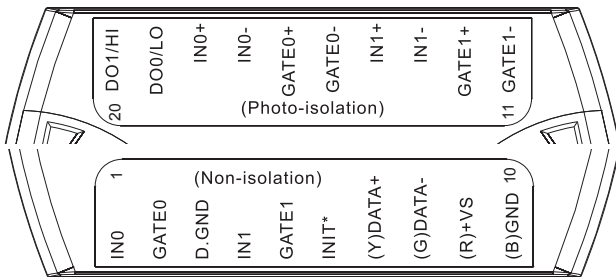 DO1/HI
DO0/LO
IN0+
IN0-
GATE0+
GATE0-
IN1+
IN1-
GATE1+
GATE1-
20
(Photo-isolation)
11
1
(Non-isolation)
10
IN0
GATE0
D.GND
IN1
GATE1
INIT*
(Y)DATA+
(G)DATA-
(R)+VS
(B)GND